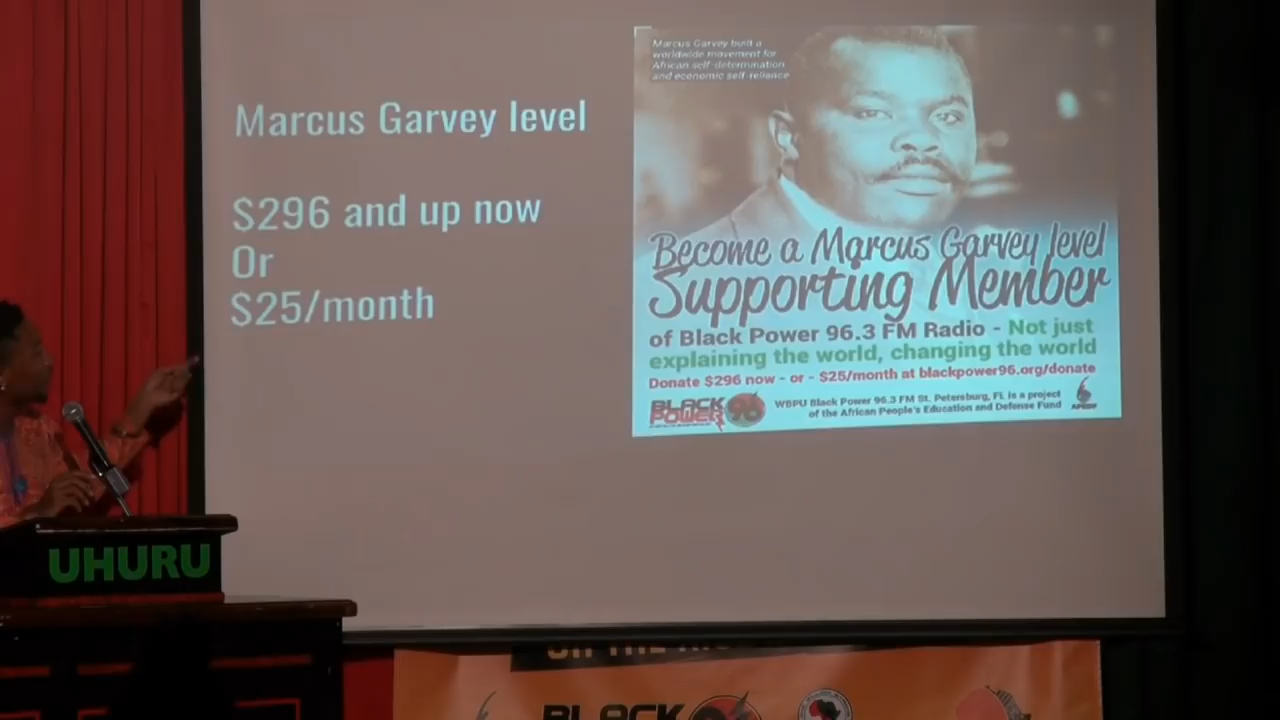 Marcus Garvey level
$296 and up now
Or
$25/month
Marcus Garvey built a
worldwide movement for
African self-determination
and economic self-reliance
Become a Marcus Garvey level
Supporting Member
of Black Power 96.3 FM Radio - Not just
explaining the world, changing the world
Donate $296 now - or - $25/month at blackpower96.org/donate
BLACK
POWER 96
WBPU Black Power 96.3 FM St. Petersburg, FL is a project
of the African People's Education and Defense Fund
APEDF
UHURU
BLACK